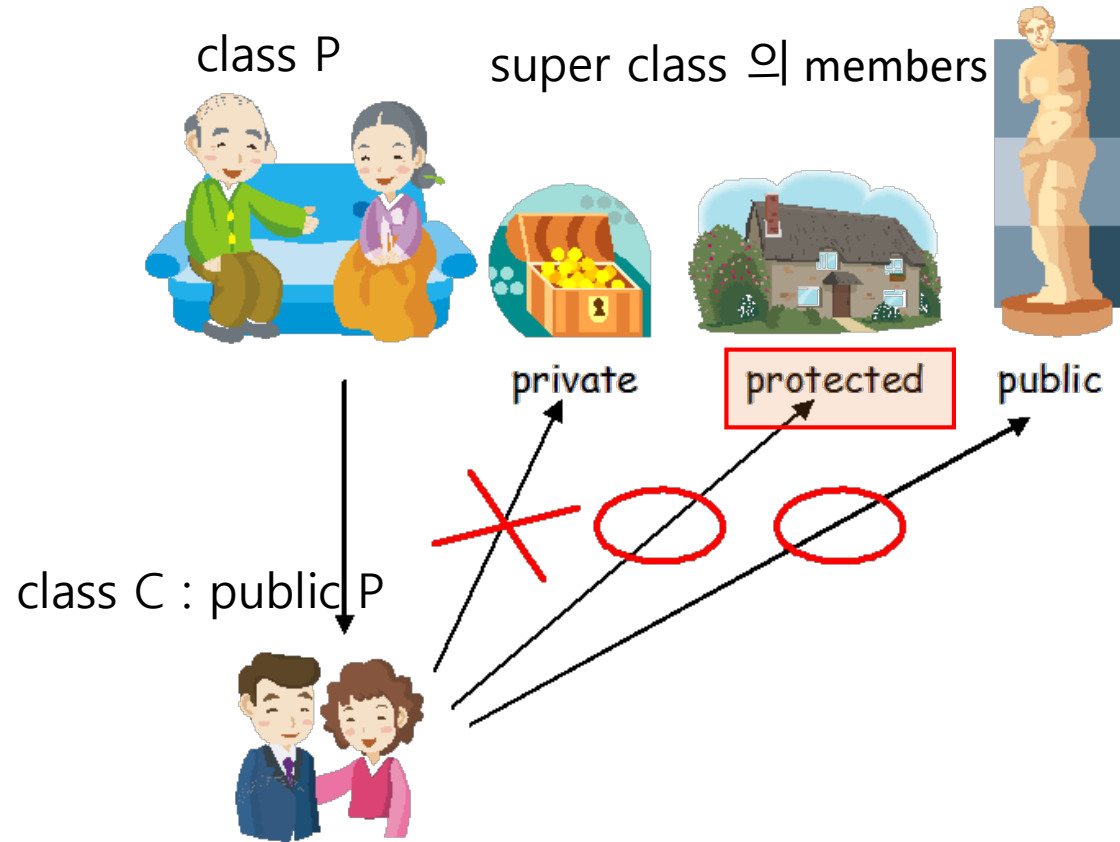 class P
super class 의 members
private
protected
public
class C : public P